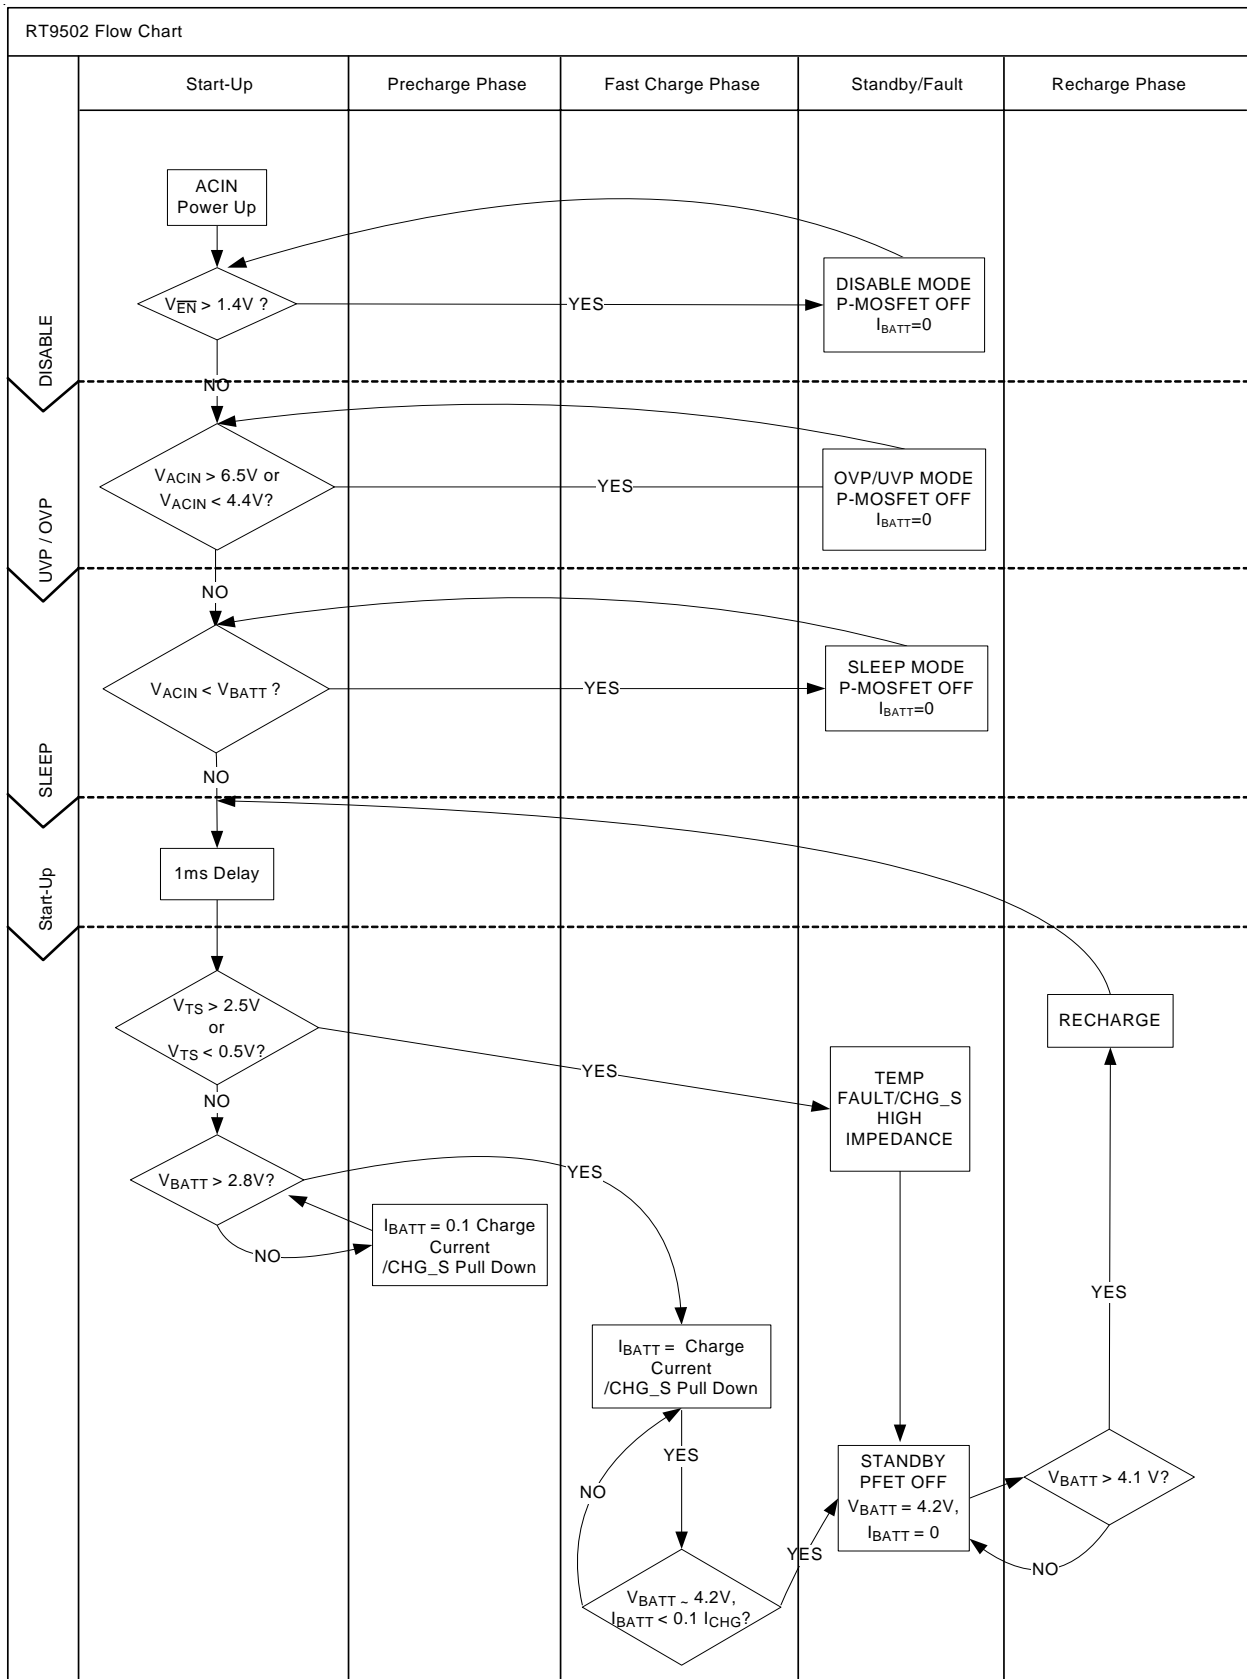 RT9502 Flow Chart
Start-Up
Precharge Phase
Fast Charge Phase
Standby/Fault
Recharge Phase
DISABLE
ACIN
Power Up
VEN > 1.4V ?
YES
DISABLE MODE
P-MOSFET OFF
IBATT=0
NO
UVP / OVP
VACIN > 6.5V or
VACIN < 4.4V?
YES
OVP/UVP MODE
P-MOSFET OFF
IBATT=0
NO
SLEEP
VACIN < VBATT ?
YES
SLEEP MODE
P-MOSFET OFF
IBATT=0
NO
Start-Up
1ms Delay
VTS > 2.5V
or
VTS < 0.5V?
YES
TEMP
FAULT/CHG_S
HIGH
IMPEDANCE
RECHARGE
NO
VBATT > 2.8V?
YES
NO
IBATT = 0.1 Charge
Current
/CHG_S Pull Down
IBATT = Charge
Current
/CHG_S Pull Down
YES
NO
VBATT ~ 4.2V,
IBATT < 0.1 ICHG?
YES
STANDBY
PFET OFF
VBATT = 4.2V,
IBATT = 0
VBATT > 4.1 V?
YES
NO